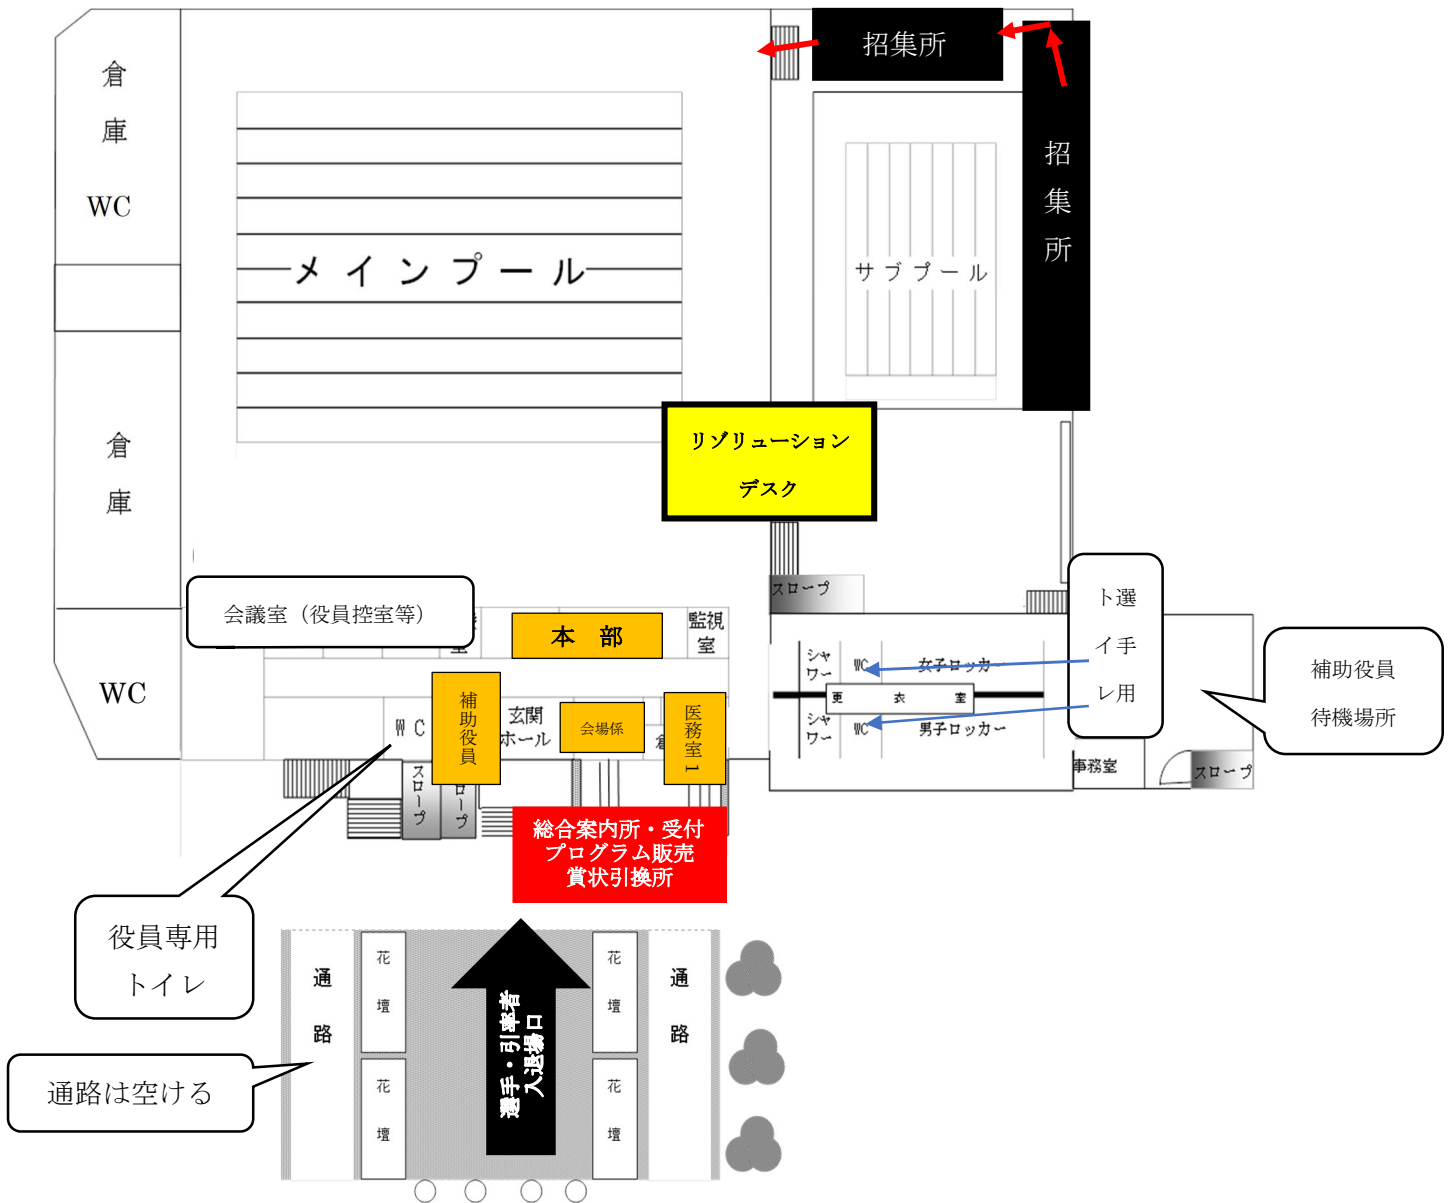 招集所
招集所
倉庫
WC
メインプール
サブプール
リゾリューション
デスク
倉庫
スロープ
会議室（役員控室等）
本　部
監視
室
室
選手用
トイレ
シャワー
WC
女子ロッカー
更衣室
シャワー
WC
男子ロッカー
補助役員
待機場所
WC
WC
補助役員
玄関
ホール
会場係
医務室1
事務室
スロープ
スロープ
ロープ
総合案内所・受付
プログラム販売
賞状引換所
役員専用
トイレ
通路
花壇
選手・引率者
入退場口
花壇
通路
通路は空ける
花壇
花壇